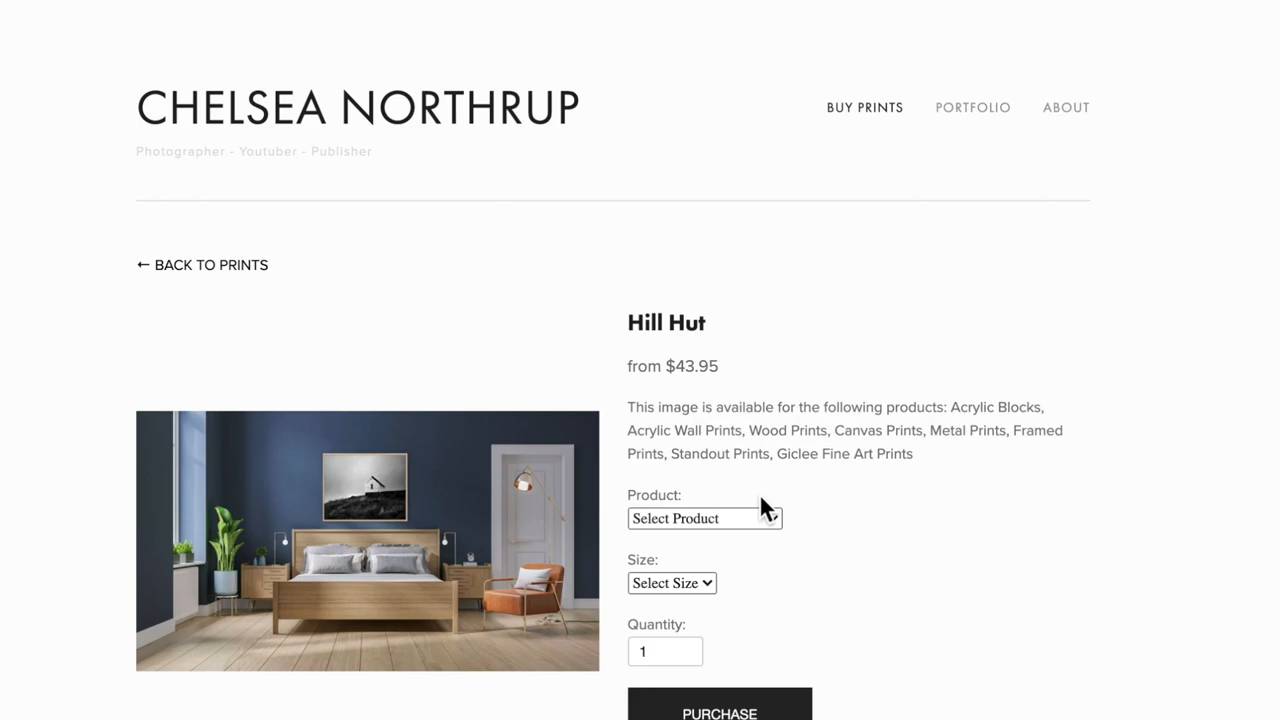 CHELSEA NORTHRUP
BUY PRINTS PORTFOLIO ABOUT
Photographer - Youtuber - Publisher
← BACK TO PRINTS
Hill Hut
from $43.95
This image is available for the following products: Acrylic Blocks,
Acrylic Wall Prints, Wood Prints, Canvas Prints, Metal Prints, Framed
Prints, Standout Prints, Giclee Fine Art Prints
Product:
Select Product
Size:
Select Size
Quantity:
1
PURCHASE